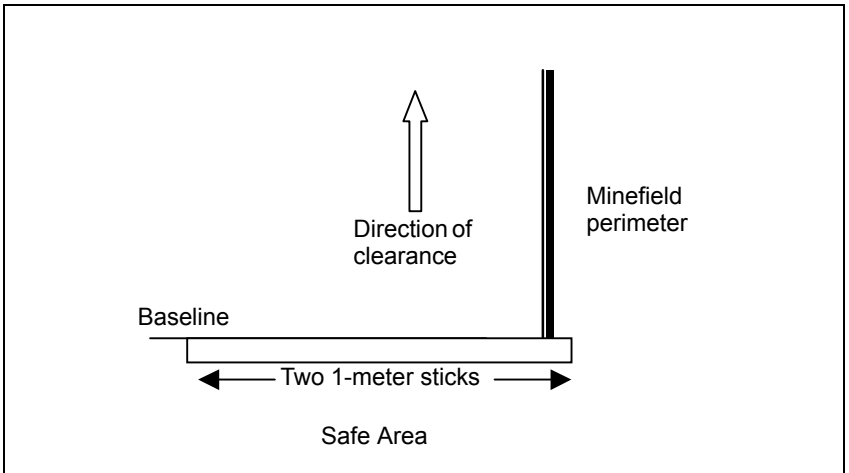 Minefield
perimeter
Direction of
clearance
Baseline
Two 1-meter sticks
Safe Area